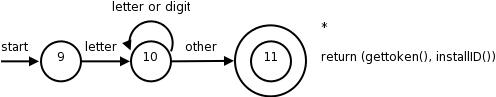 letter or digit
*
start
letter
other
9
10
11
return (gettoken(), installID())